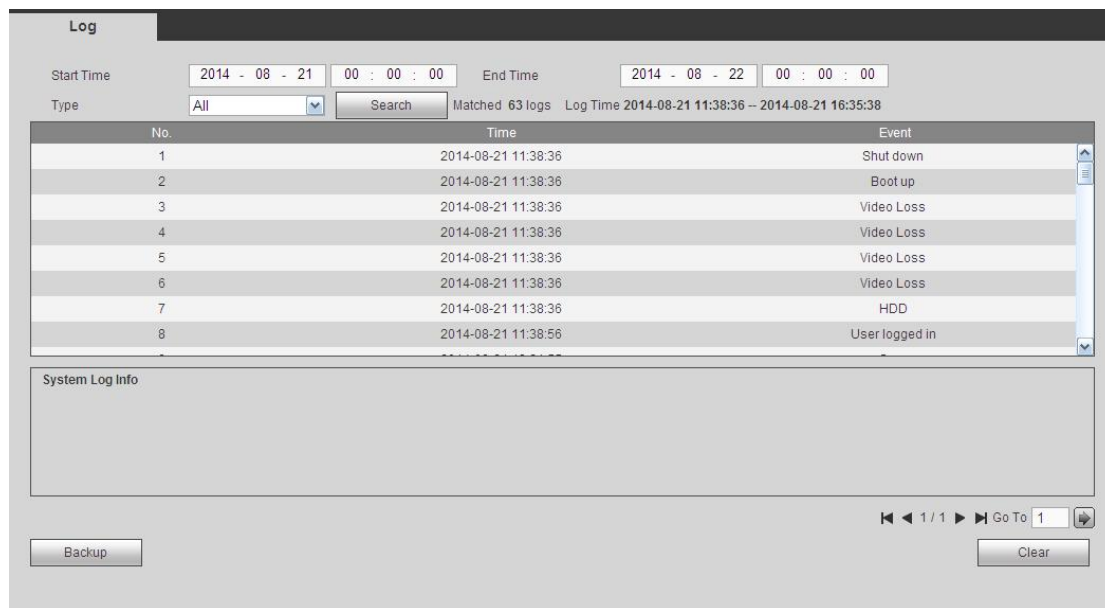 Log
Start Time 2014 - 08 - 21 00 : 00 : 00 End Time 2014 - 08 - 22 00 : 00 : 00
Type All Search Matched 63 logs Log Time 2014-08-21 11:38:36 -- 2014-08-21 16:35:38
No. Time Event
1 2014-08-21 11:38:36 Shut down
2 2014-08-21 11:38:36 Boot up
3 2014-08-21 11:38:36 Video Loss
4 2014-08-21 11:38:36 Video Loss
5 2014-08-21 11:38:36 Video Loss
6 2014-08-21 11:38:36 Video Loss
7 2014-08-21 11:38:36 HDD
8 2014-08-21 11:38:56 User logged in
System Log Info
1 / 1 Go To 1
Backup Clear